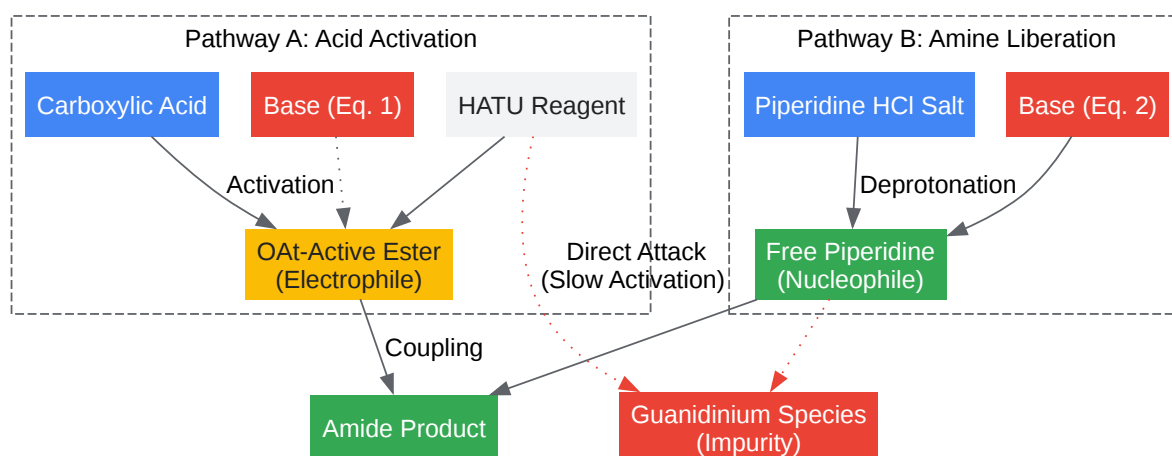 Pathway A: Acid Activation
Pathway B: Amine Liberation
Carboxylic Acid
Base (Eq. 1)
HATU Reagent
Piperidine HCl Salt
Base (Eq. 2)
Activation
Deprotonation
OAt-Active Ester
(Electrophile)
Direct Attack
(Slow Activation)
Free Piperidine
(Nucleophile)
Coupling
Amide Product
Guanidinium Species
(Impurity)